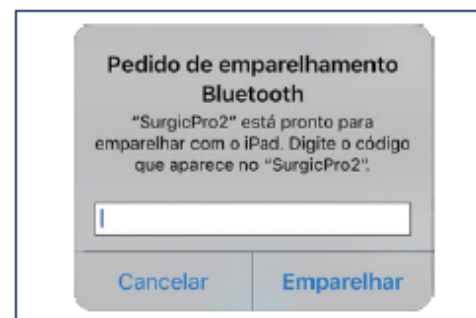 Pedido de emparelhamento
Bluetooth
“SurgicPro2” está pronto para
emparelhar com o iPad. Digite o código
que aparece no “SurgicPro2”.
Cancelar
Emparelhar